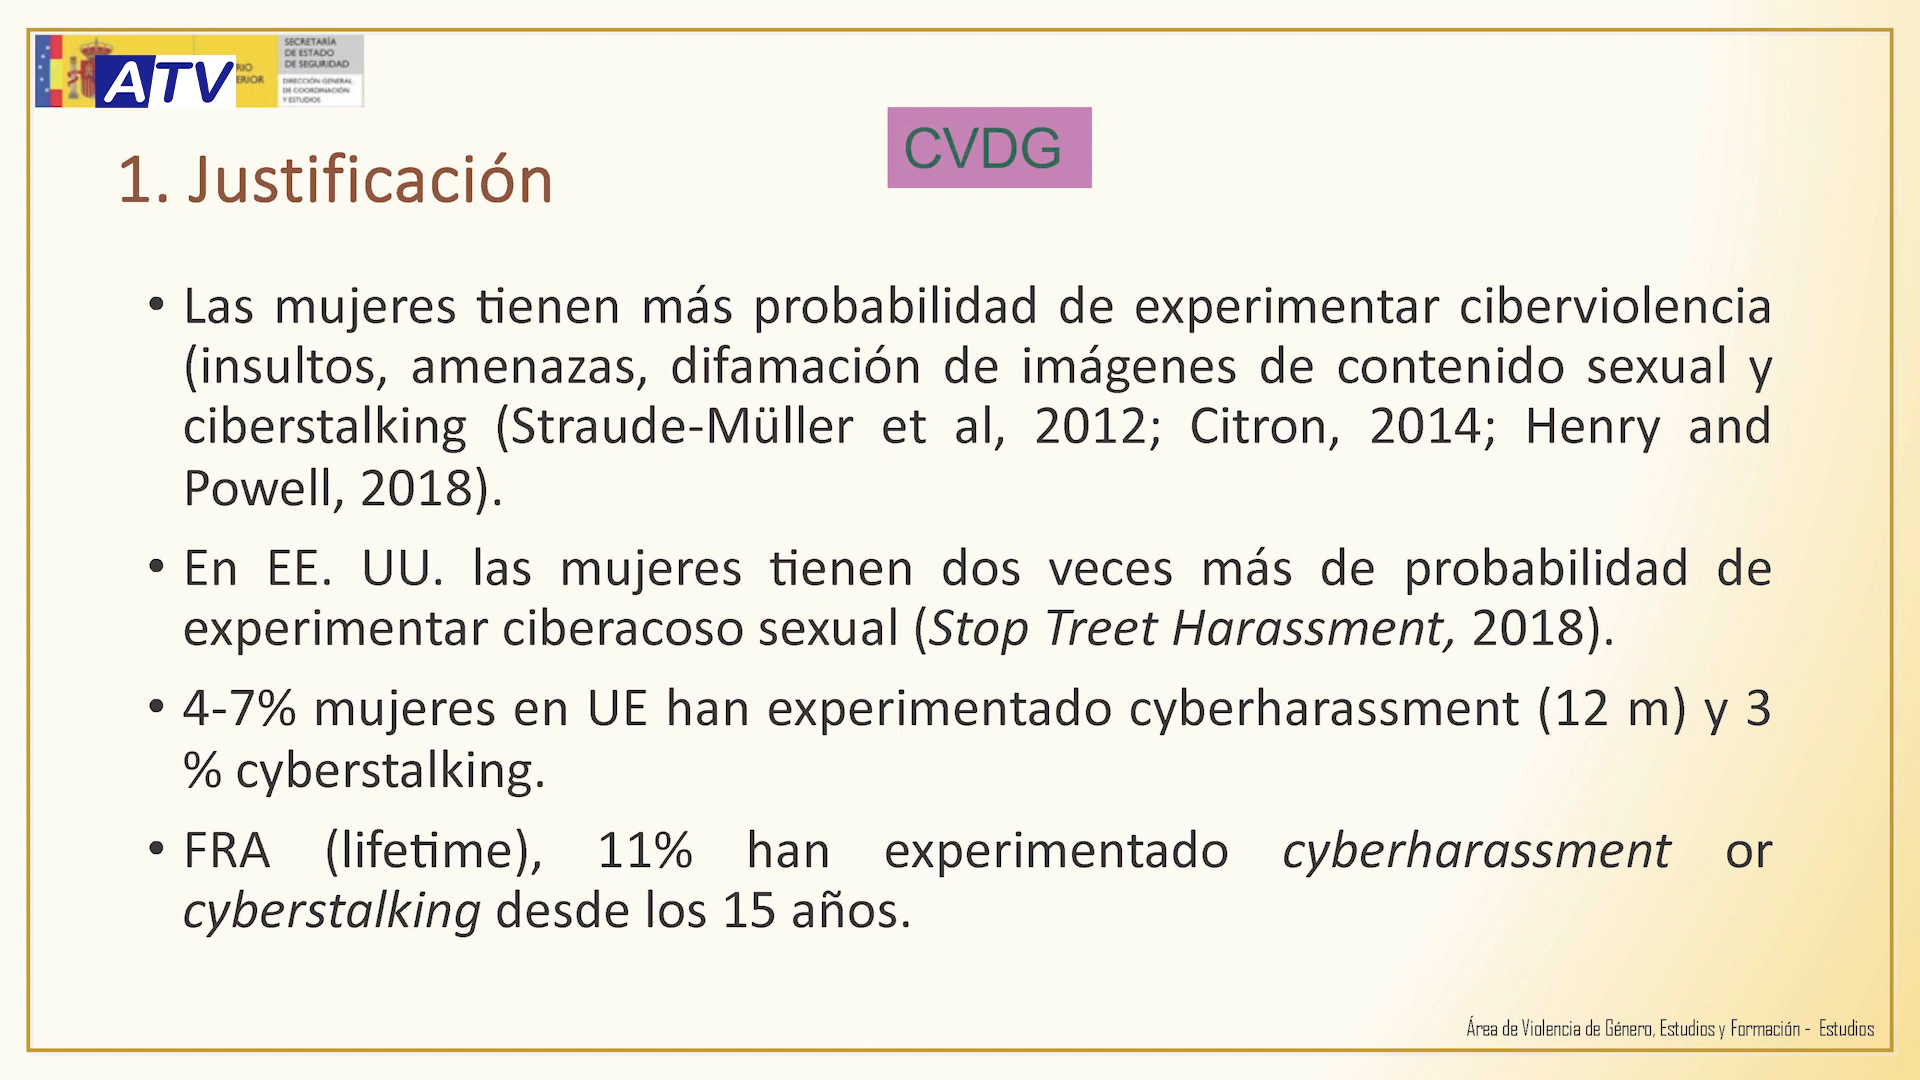 SECRETARÍA
DE ESTADO
DE SEGURIDAD
DIRECCIÓN GENERAL
DE COORDINACIÓN
Y ESTUDIOS
ATV
CVDG
1. Justificación
• Las mujeres tienen más probabilidad de experimentar ciberviolencia
(insultos, amenazas, difamación de imágenes de contenido sexual y
ciberstalking (Straude-Müller et al, 2012; Citron, 2014; Henry and
Powell, 2018).
• En EE. UU. las mujeres tienen dos veces más de probabilidad de
experimentar ciberacoso sexual (Stop Treet Harassment, 2018).
• 4-7% mujeres en UE han experimentado cyberharassment (12 m) y 3
% cyberstalking.
• FRA (lifetime), 11% han experimentado cyberharassment or
cyberstalking desde los 15 años.
Área de Violencia de Género, Estudios y Formación - Estudios